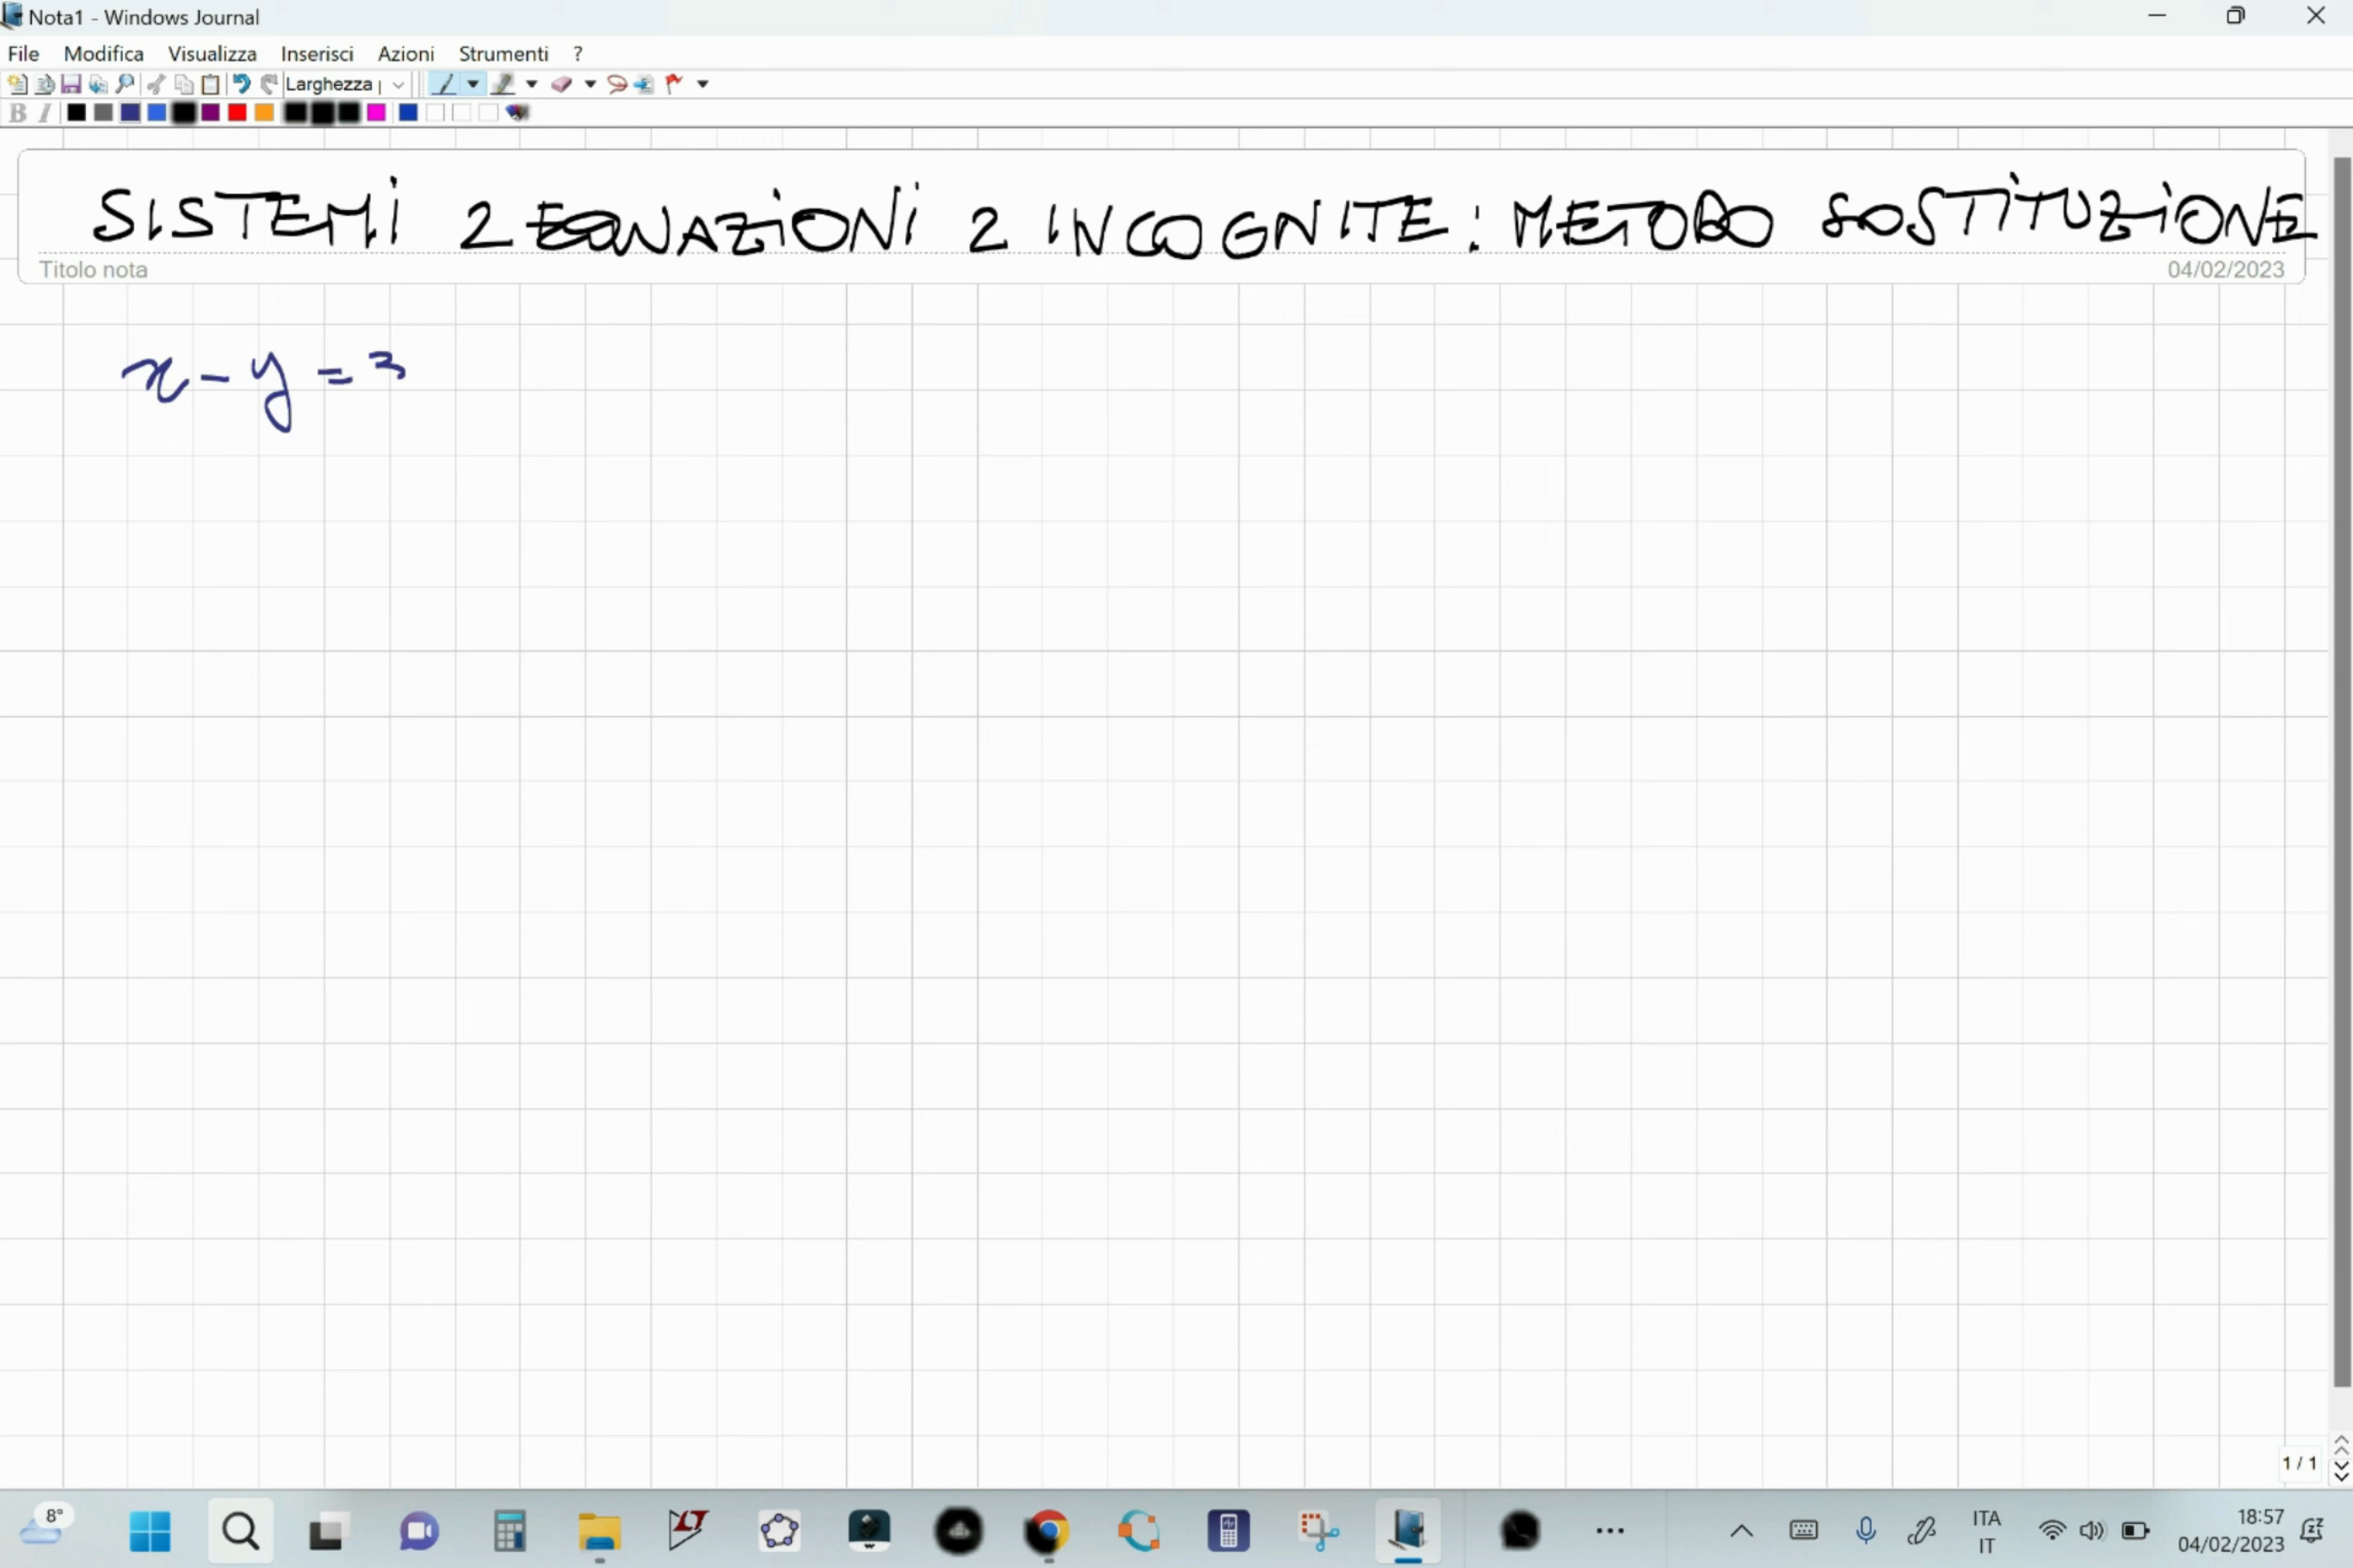 Nota1 - Windows Journal
File Modifica Visualizza Inserisci Azioni Strumenti ?
Larghezza
B I
SISTEMI 2 EQUAZIONI 2 INCOGNITE: METODO SOSTITUZIONE
Titolo nota 04/02/2023
x - y = 3
1 / 1
8° LT ITA 18:57
IT 04/02/2023